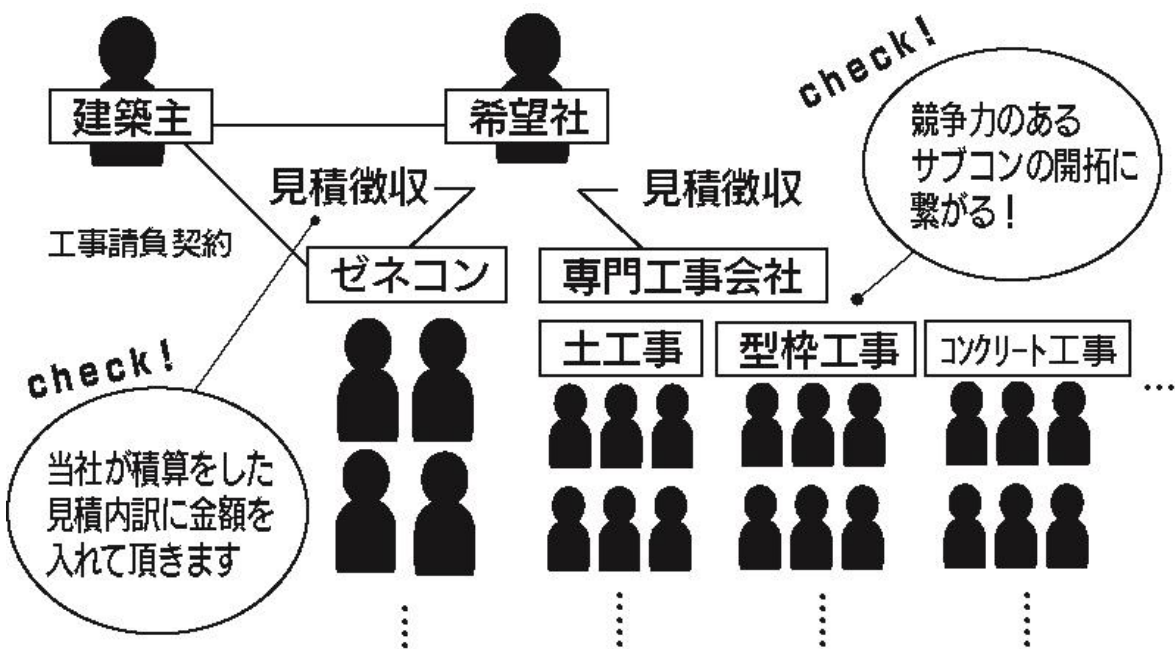 建築主
希望社
check!
競争力のある
サブコンの開拓に
繋がる！
見積徴収
見積徴収
工事請負契約
ゼネコン
専門工事会社
土工事
型枠工事
コンクリート工事
…
check!
当社が積算をした
見積内訳に金額を
入れて頂きます